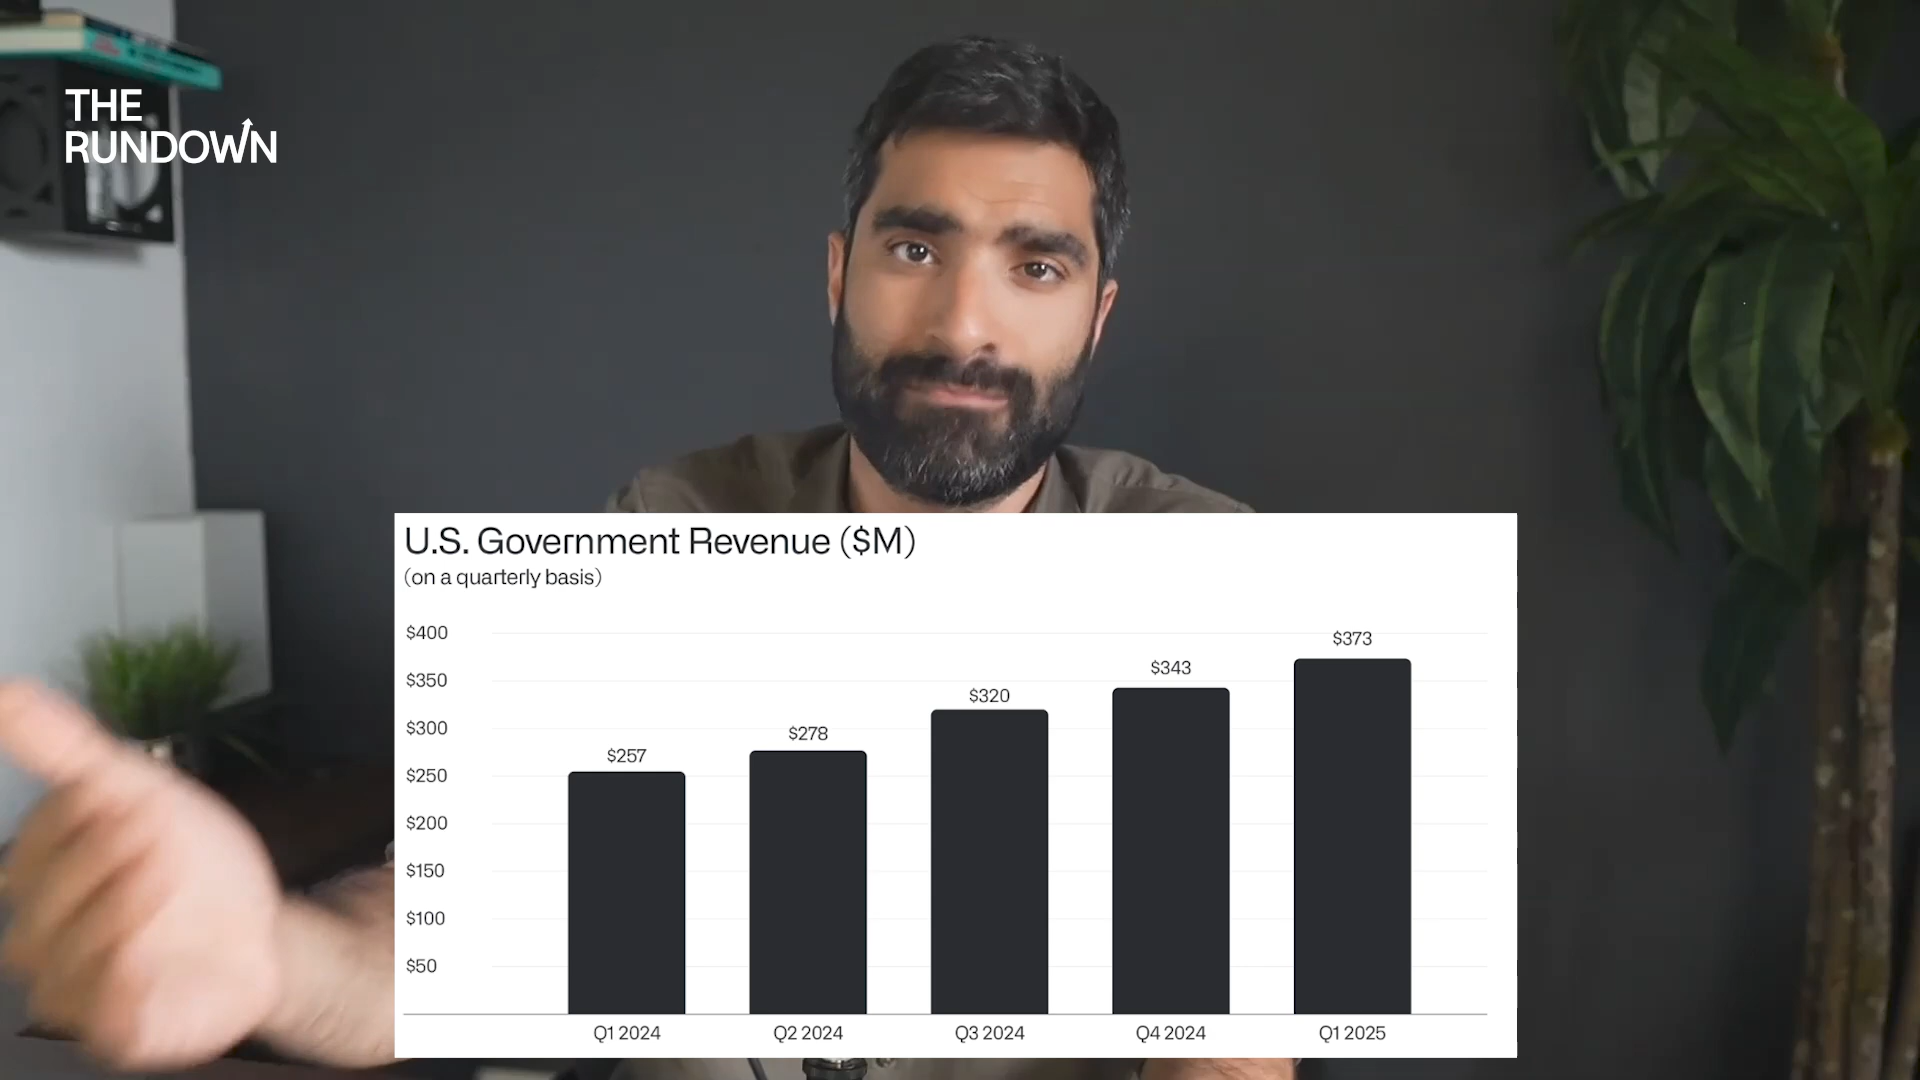 THE
RUNDOWN
U.S. Government Revenue ($M)
(on a quarterly basis)
$400
$350
$300
$250
$200
$150
$100
$50
$257
$278
$320
$343
$373
Q1 2024
Q2 2024
Q3 2024
Q4 2024
Q1 2025